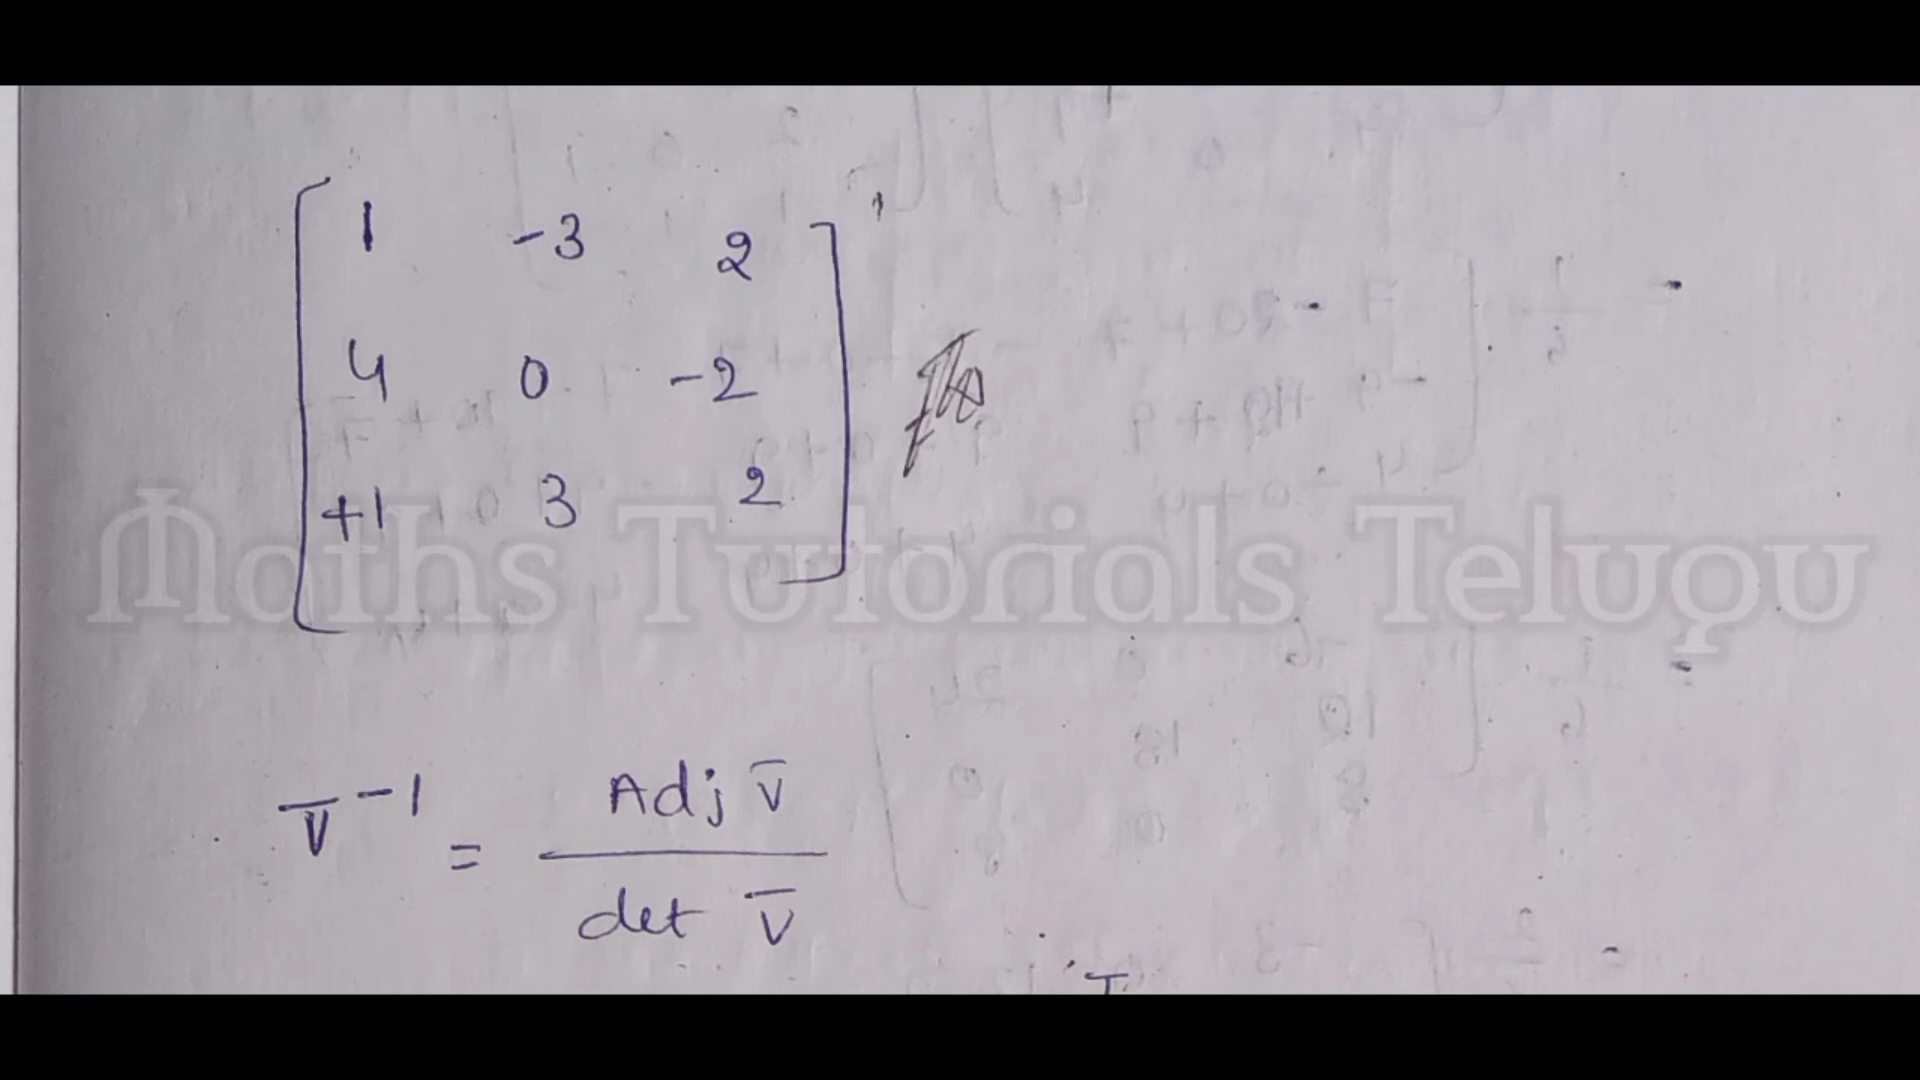 1 -3 2
4 0 -2
+1 3 2
Maths Tutorials Telugu
V̅⁻¹ = Adj V̅ / det V̅